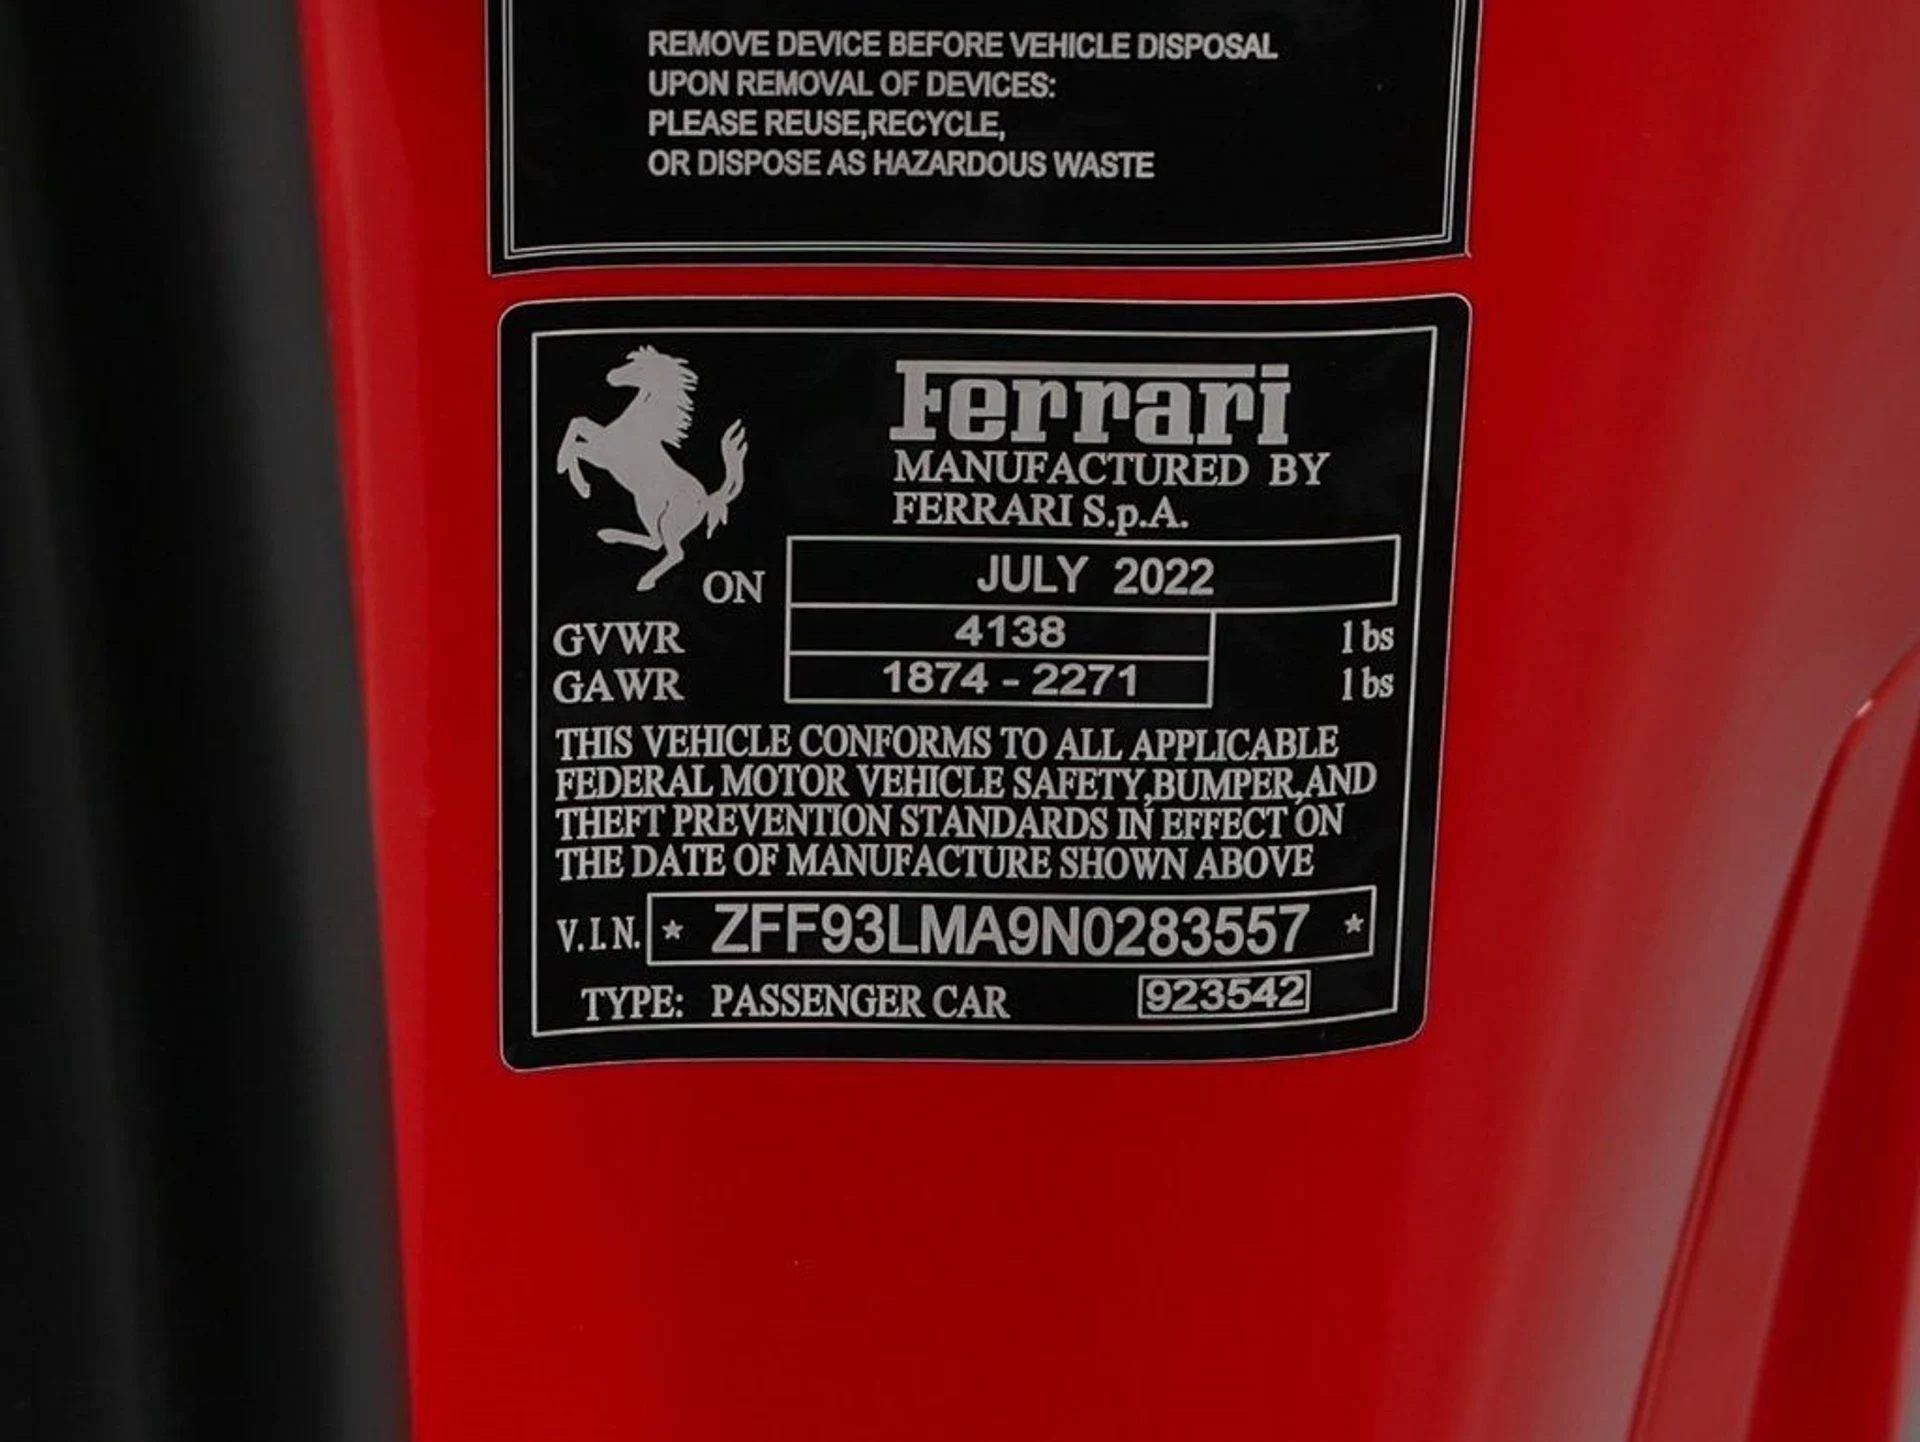 REMOVE DEVICE BEFORE VEHICLE DISPOSAL
UPON REMOVAL OF DEVICES:
PLEASE REUSE,RECYCLE,
OR DISPOSE AS HAZARDOUS WASTE
Ferrari
MANUFACTURED BY
FERRARI S.p.A.
ON JULY 2022
GVWR 4138 lbs
GAWR 1874 - 2271 lbs
THIS VEHICLE CONFORMS TO ALL APPLICABLE
FEDERAL MOTOR VEHICLE SAFETY,BUMPER,AND
THEFT PREVENTION STANDARDS IN EFFECT ON
THE DATE OF MANUFACTURE SHOWN ABOVE
V.I.N. * ZFF93LMA9N0283557 *
TYPE: PASSENGER CAR 923542